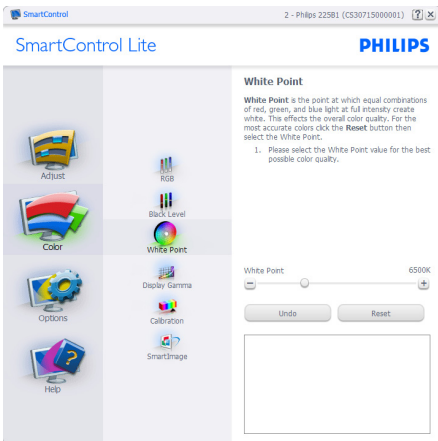 SmartControl
2 - Philips 225B1 (CS30715000001)
SmartControl Lite
PHILIPS
Adjust
Color
Options
Help
RGB
Black Level
White Point
Display Gamma
Calibration
SmartImage
White Point
White Point is the point at which equal combinations
of red, green, and blue light at full intensity create
white. This effects the overall color quality. For the
most accurate colors click the Reset button then
select the White Point.
1. Please select the White Point value for the best
possible color quality.
White Point 6500K
Undo
Reset